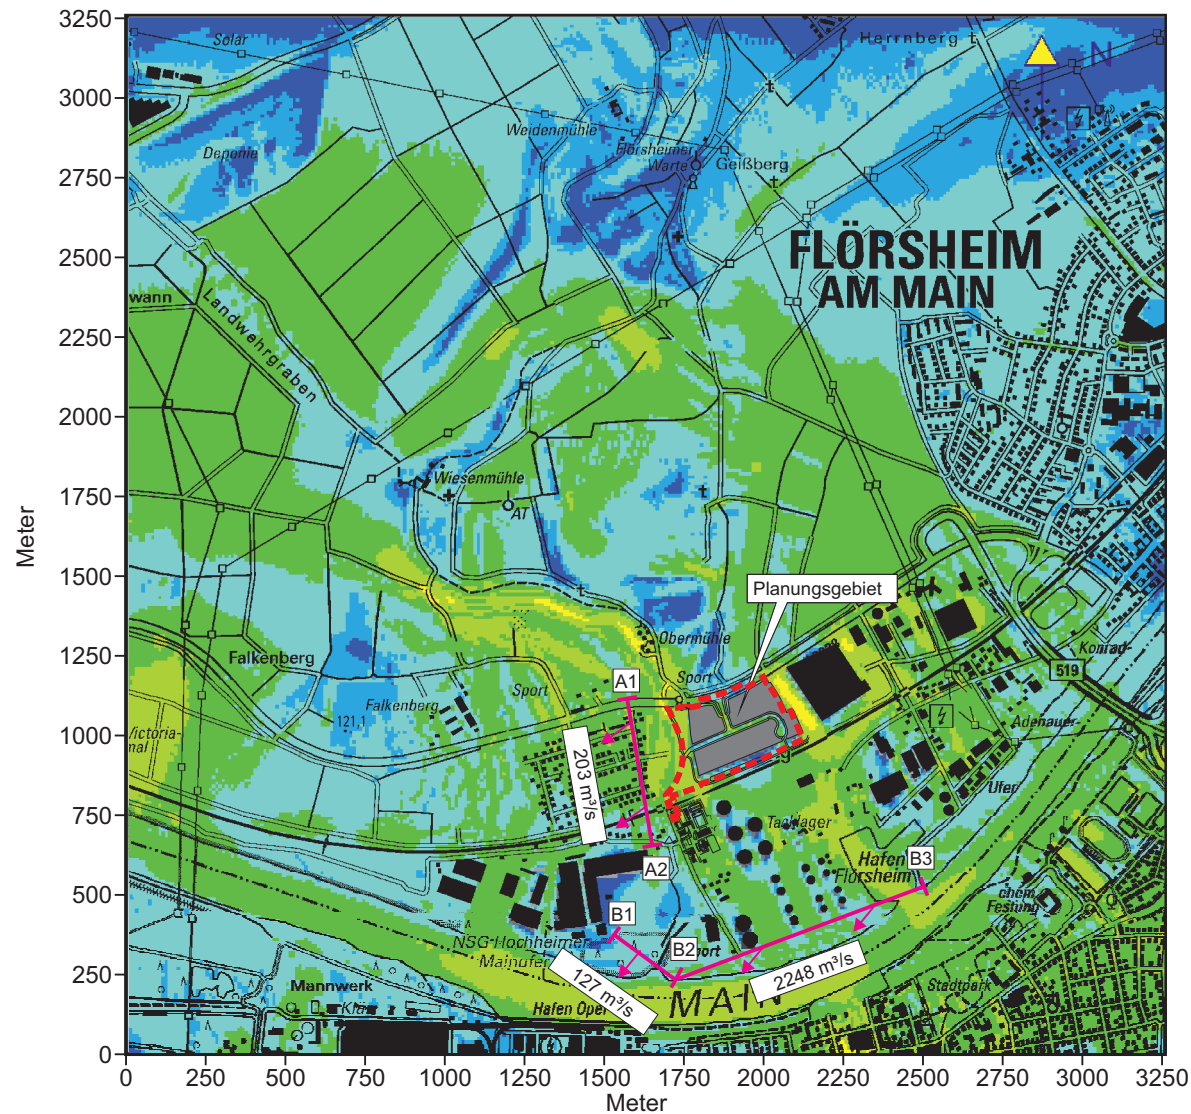 3250
3000
2750
2500
2250
2000
1750
1500
1250
1000
750
500
250
0
Meter
Solar
Herrnberg
N
Deponie
Weidenmühle
Flörsheimer
Warte
Geißberg
FLÖRSHEIM
AM MAIN
wann
Landwehrgraben
Wiesenmühle
AT
Planungsgebiet
Obermühle
Konrad-
519
Falkenberg
A1
Sport
Sport
Falkenberg
121,1
Victoria-
mal
Adenauer-
203 m³/s
Ufer
Tanklager
A2
Hafen
Flörsheim
B3
B1
B2
NSG Hochheimer
Mainufer
127 m³/s
2248 m³/s
MAIN
Mannwerk
Hafen Opel
Stadtpark
0
250
500
750
1000
1250
1500
1750
2000
2250
2500
2750
3000
3250
Meter